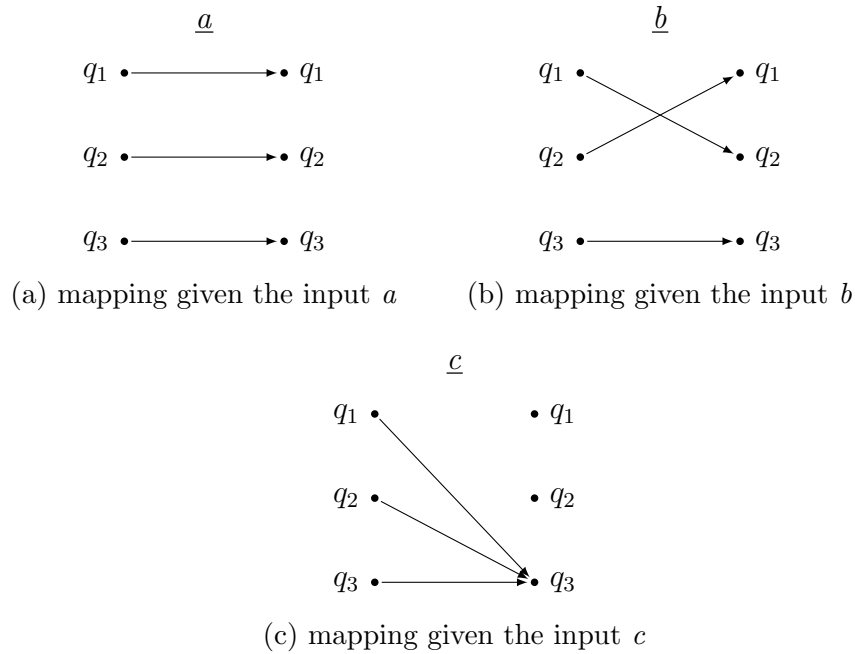 a b
q₁ q₁ q₁ q₁
q₂ q₂ q₂ q₂
q₃ q₃ q₃ q₃
(a) mapping given the input a (b) mapping given the input b
c
q₁ q₁
q₂ q₂
q₃ q₃
(c) mapping given the input c